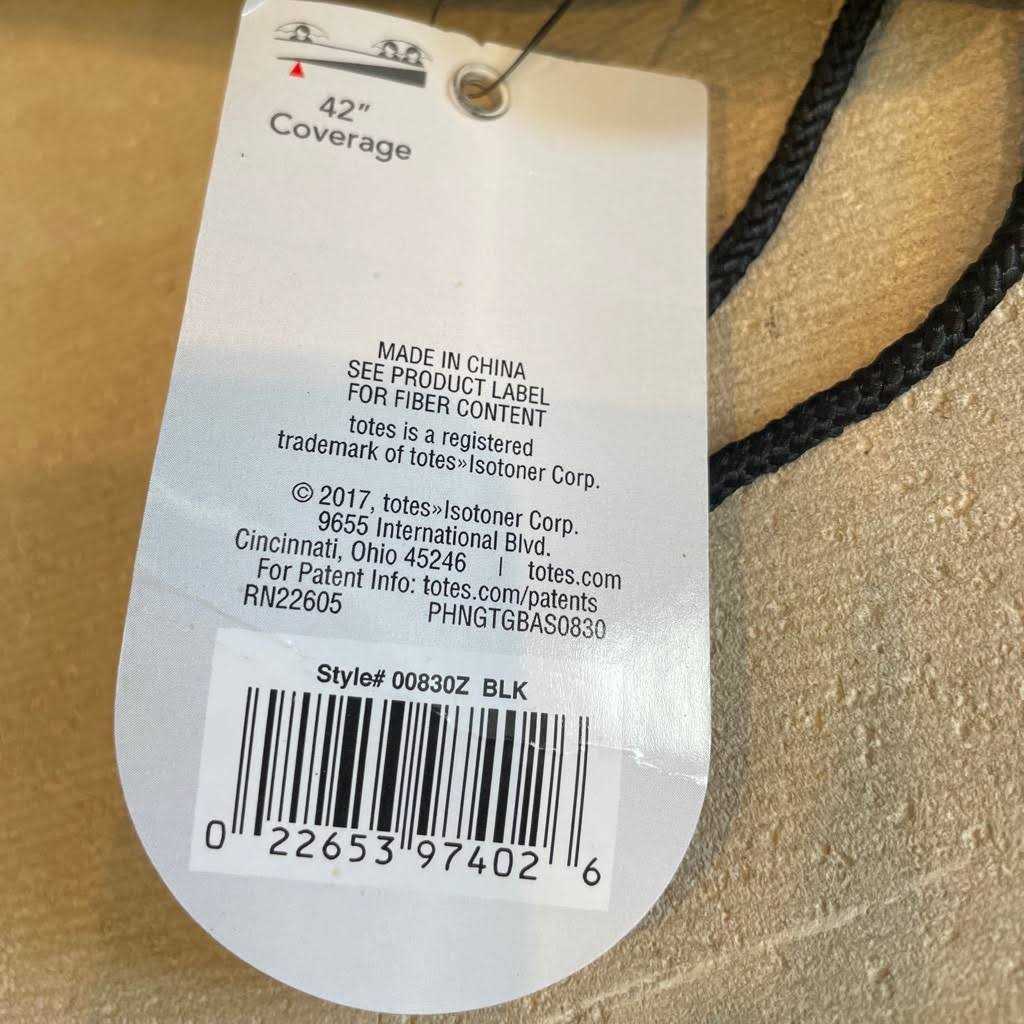 42"
Coverage
MADE IN CHINA
SEE PRODUCT LABEL
FOR FIBER CONTENT
totes is a registered
trademark of totes»Isotoner Corp.
© 2017, totes»Isotoner Corp.
9655 International Blvd.
Cincinnati, Ohio 45246 | totes.com
For Patent Info: totes.com/patents
RN22605 PHNGTGBAS0830
Style# 00830Z BLK
0 22653 97402 6